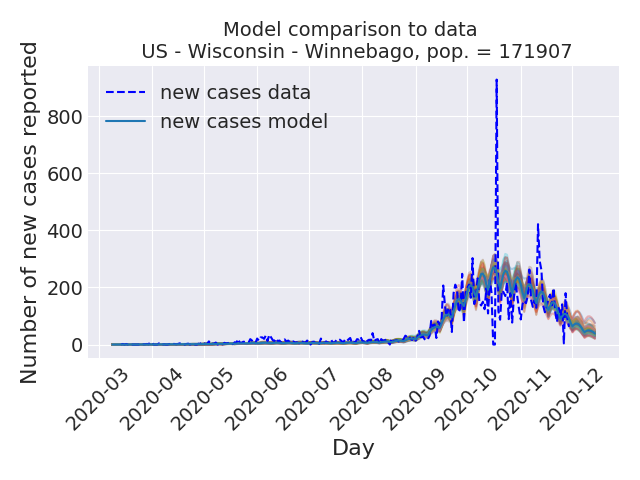 Model comparison to data
US - Wisconsin - Winnebago, pop. = 171907
Number of new cases reported
800
600
400
200
0
new cases data
new cases model
2020-03
2020-04
2020-05
2020-06
2020-07
2020-08
2020-09
2020-10
2020-11
2020-12
Day